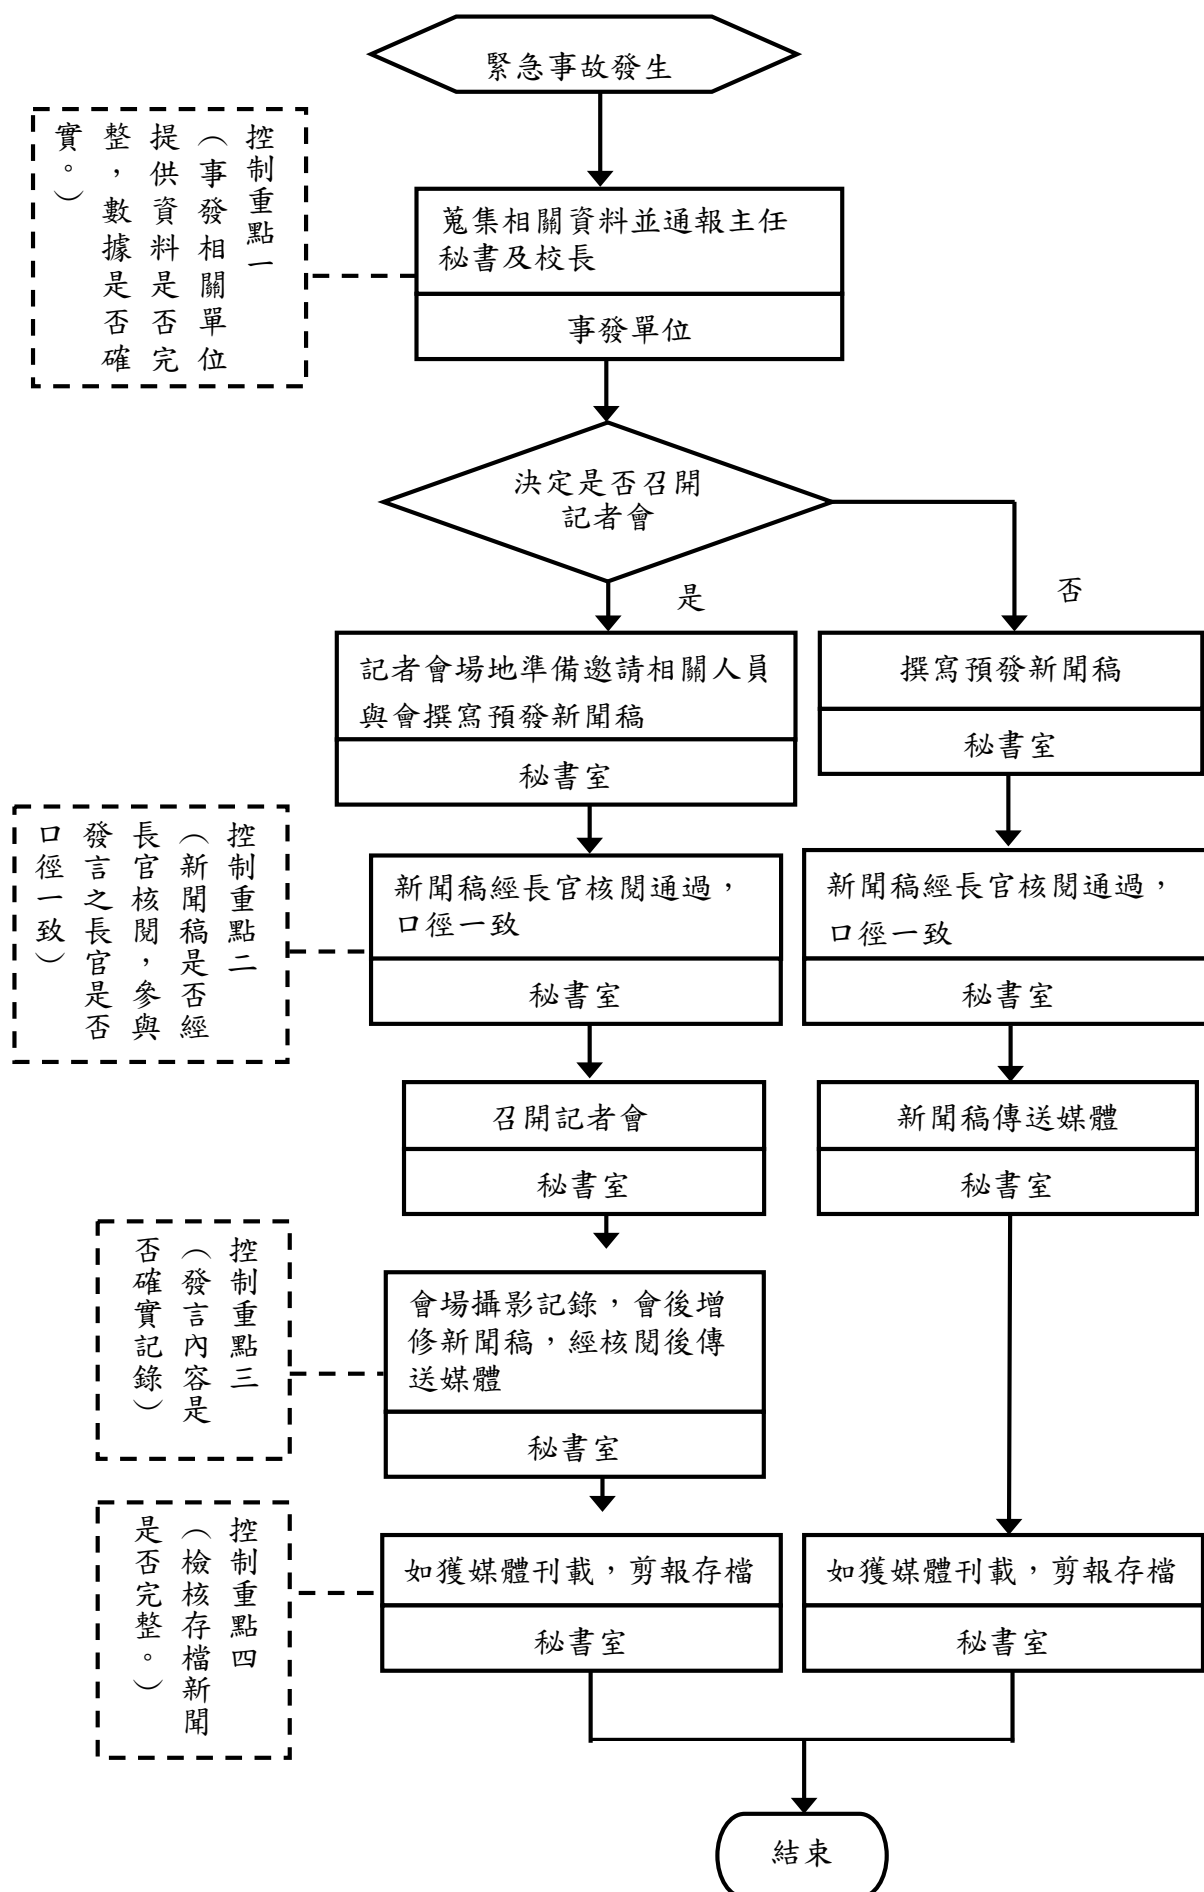 緊急事故發生
控制重點一
（事發相關單位
提供資料是否完
整，數據是否確
實。）
蒐集相關資料並通報主任
秘書及校長
事發單位
決定是否召開
記者會
是
否
記者會場地準備邀請相關人員
與會撰寫預發新聞稿
秘書室
撰寫預發新聞稿
秘書室
控制重點二
（新聞稿是否經
長官核閱，參與
發言之長官是否
口徑一致）
新聞稿經長官核閱通過，
口徑一致
秘書室
新聞稿經長官核閱通過，
口徑一致
秘書室
召開記者會
秘書室
新聞稿傳送媒體
秘書室
控制重點三
（發言內容是
否確實記錄）
會場攝影記錄，會後增
修新聞稿，經核閱後傳
送媒體
秘書室
控制重點四
（檢核存檔新聞
是否完整。）
如獲媒體刊載，剪報存檔
秘書室
如獲媒體刊載，剪報存檔
秘書室
結束